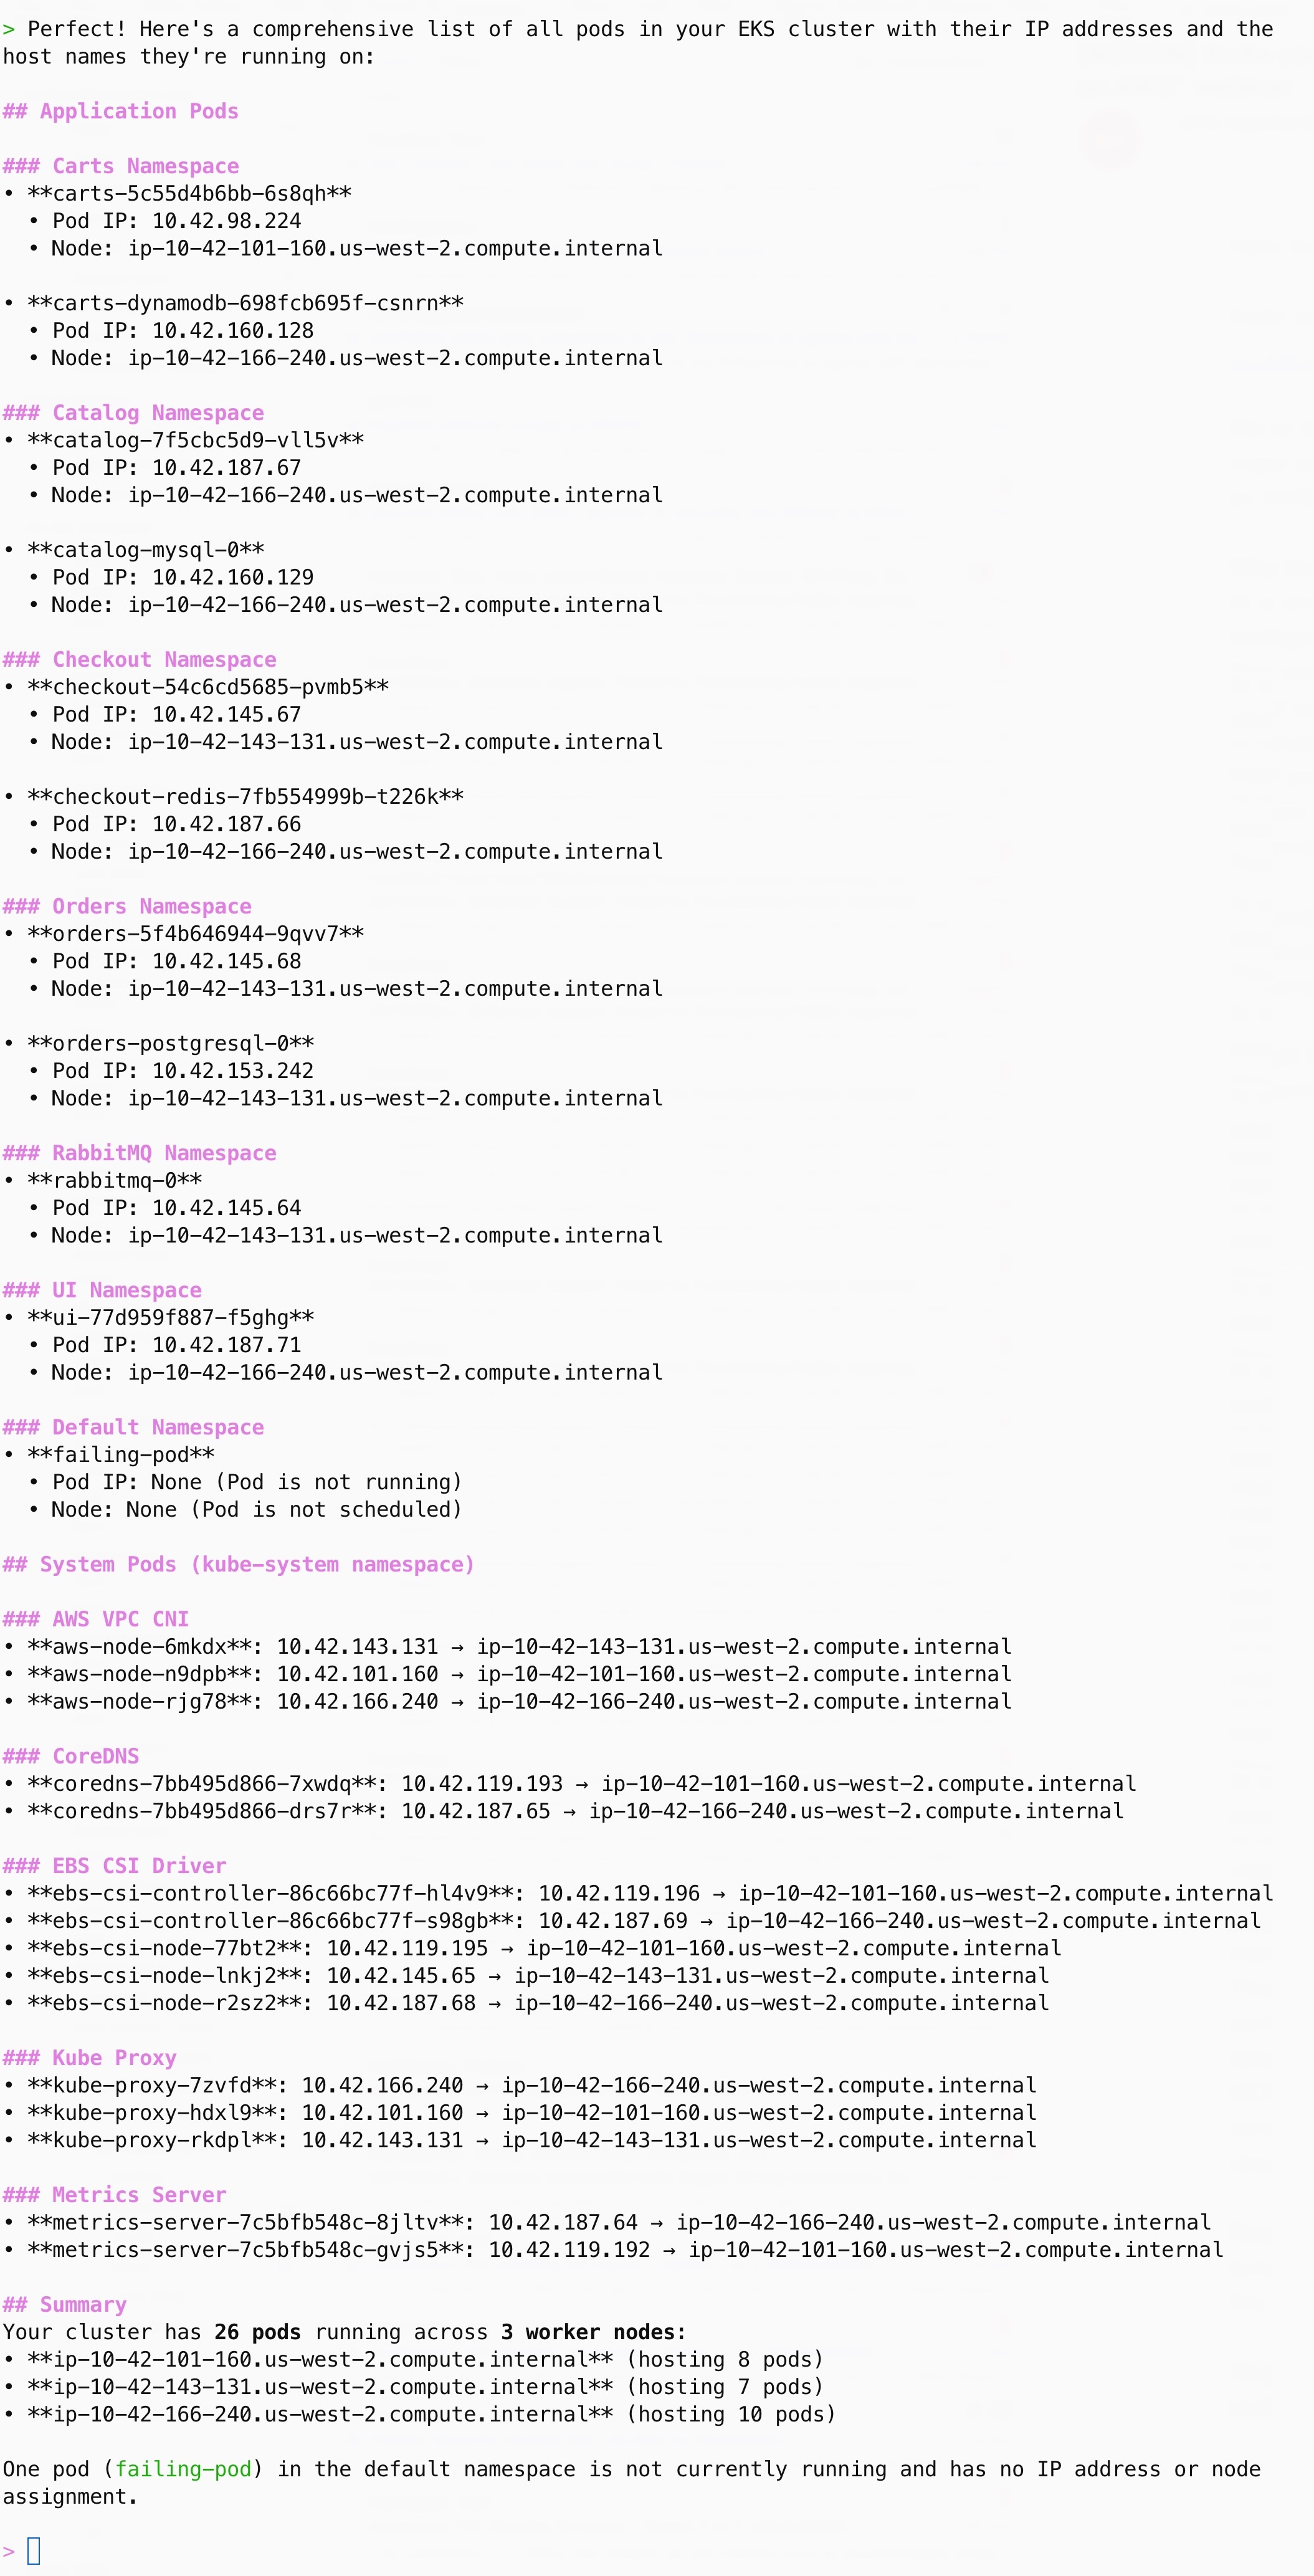 > Perfect! Here's a comprehensive list of all pods in your EKS cluster with their IP addresses and the
host names they're running on:
## Application Pods
### Carts Namespace
• **carts-5c55d4b6bb-6s8qh**
• Pod IP: 10.42.98.224
• Node: ip-10-42-101-160.us-west-2.compute.internal
• **carts-dynamodb-698fcb695f-csnrn**
• Pod IP: 10.42.160.128
• Node: ip-10-42-166-240.us-west-2.compute.internal
### Catalog Namespace
• **catalog-7f5cbc5d9-vll5v**
• Pod IP: 10.42.187.67
• Node: ip-10-42-166-240.us-west-2.compute.internal
• **catalog-mysql-0**
• Pod IP: 10.42.160.129
• Node: ip-10-42-166-240.us-west-2.compute.internal
### Checkout Namespace
• **checkout-54c6cd5685-pvmb5**
• Pod IP: 10.42.145.67
• Node: ip-10-42-143-131.us-west-2.compute.internal
• **checkout-redis-7fb554999b-t226k**
• Pod IP: 10.42.187.66
• Node: ip-10-42-166-240.us-west-2.compute.internal
### Orders Namespace
• **orders-5f4b646944-9qvv7**
• Pod IP: 10.42.145.68
• Node: ip-10-42-143-131.us-west-2.compute.internal
• **orders-postgresql-0**
• Pod IP: 10.42.153.242
• Node: ip-10-42-143-131.us-west-2.compute.internal
### RabbitMQ Namespace
• **rabbitmq-0**
• Pod IP: 10.42.145.64
• Node: ip-10-42-143-131.us-west-2.compute.internal
### UI Namespace
• **ui-77d959f887-f5ghg**
• Pod IP: 10.42.187.71
• Node: ip-10-42-166-240.us-west-2.compute.internal
### Default Namespace
• **failing-pod**
• Pod IP: None (Pod is not running)
• Node: None (Pod is not scheduled)
## System Pods (kube-system namespace)
### AWS VPC CNI
• **aws-node-6mkdx**: 10.42.143.131 → ip-10-42-143-131.us-west-2.compute.internal
• **aws-node-n9dpb**: 10.42.101.160 → ip-10-42-101-160.us-west-2.compute.internal
• **aws-node-rjg78**: 10.42.166.240 → ip-10-42-166-240.us-west-2.compute.internal
### CoreDNS
• **coredns-7bb495d866-7xwdq**: 10.42.119.193 → ip-10-42-101-160.us-west-2.compute.internal
• **coredns-7bb495d866-drs7r**: 10.42.187.65 → ip-10-42-166-240.us-west-2.compute.internal
### EBS CSI Driver
• **ebs-csi-controller-86c66bc77f-hl4v9**: 10.42.119.196 → ip-10-42-101-160.us-west-2.compute.internal
• **ebs-csi-controller-86c66bc77f-s98gb**: 10.42.187.69 → ip-10-42-166-240.us-west-2.compute.internal
• **ebs-csi-node-77bt2**: 10.42.119.195 → ip-10-42-101-160.us-west-2.compute.internal
• **ebs-csi-node-lnkj2**: 10.42.145.65 → ip-10-42-143-131.us-west-2.compute.internal
• **ebs-csi-node-r2sz2**: 10.42.187.68 → ip-10-42-166-240.us-west-2.compute.internal
### Kube Proxy
• **kube-proxy-7zvfd**: 10.42.166.240 → ip-10-42-166-240.us-west-2.compute.internal
• **kube-proxy-hdxl9**: 10.42.101.160 → ip-10-42-101-160.us-west-2.compute.internal
• **kube-proxy-rkdpl**: 10.42.143.131 → ip-10-42-143-131.us-west-2.compute.internal
### Metrics Server
• **metrics-server-7c5bfb548c-8jltv**: 10.42.187.64 → ip-10-42-166-240.us-west-2.compute.internal
• **metrics-server-7c5bfb548c-gvjs5**: 10.42.119.192 → ip-10-42-101-160.us-west-2.compute.internal
## Summary
Your cluster has 26 pods running across 3 worker nodes:
• **ip-10-42-101-160.us-west-2.compute.internal** (hosting 8 pods)
• **ip-10-42-143-131.us-west-2.compute.internal** (hosting 7 pods)
• **ip-10-42-166-240.us-west-2.compute.internal** (hosting 10 pods)
One pod (failing-pod) in the default namespace is not currently running and has no IP address or node
assignment.
>